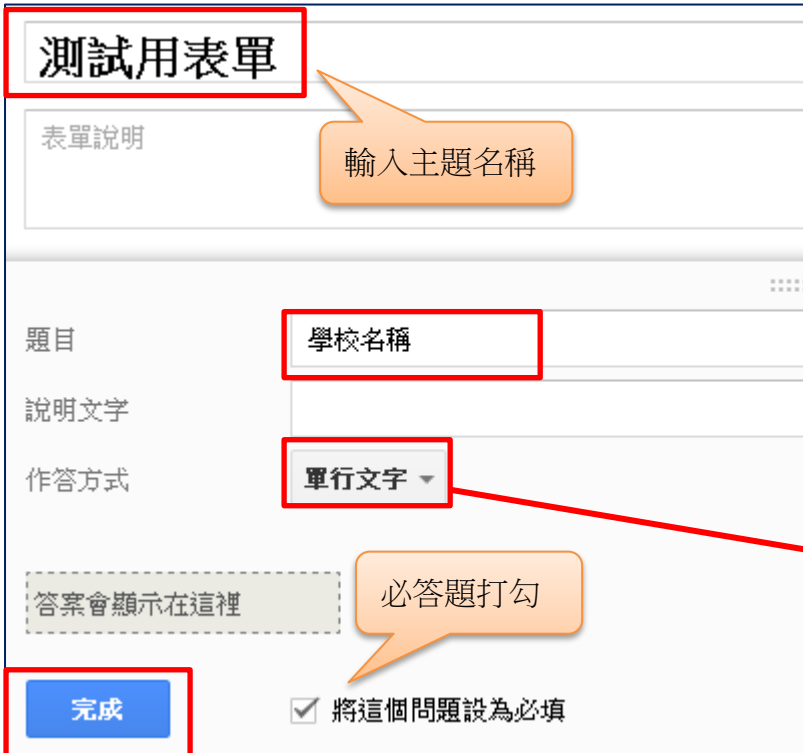 測試用表單
表單說明
輸入主題名稱
題目
學校名稱
說明文字
作答方式
單行文字
答案會顯示在這裡
必答題打勾
完成
將這個問題設為必填